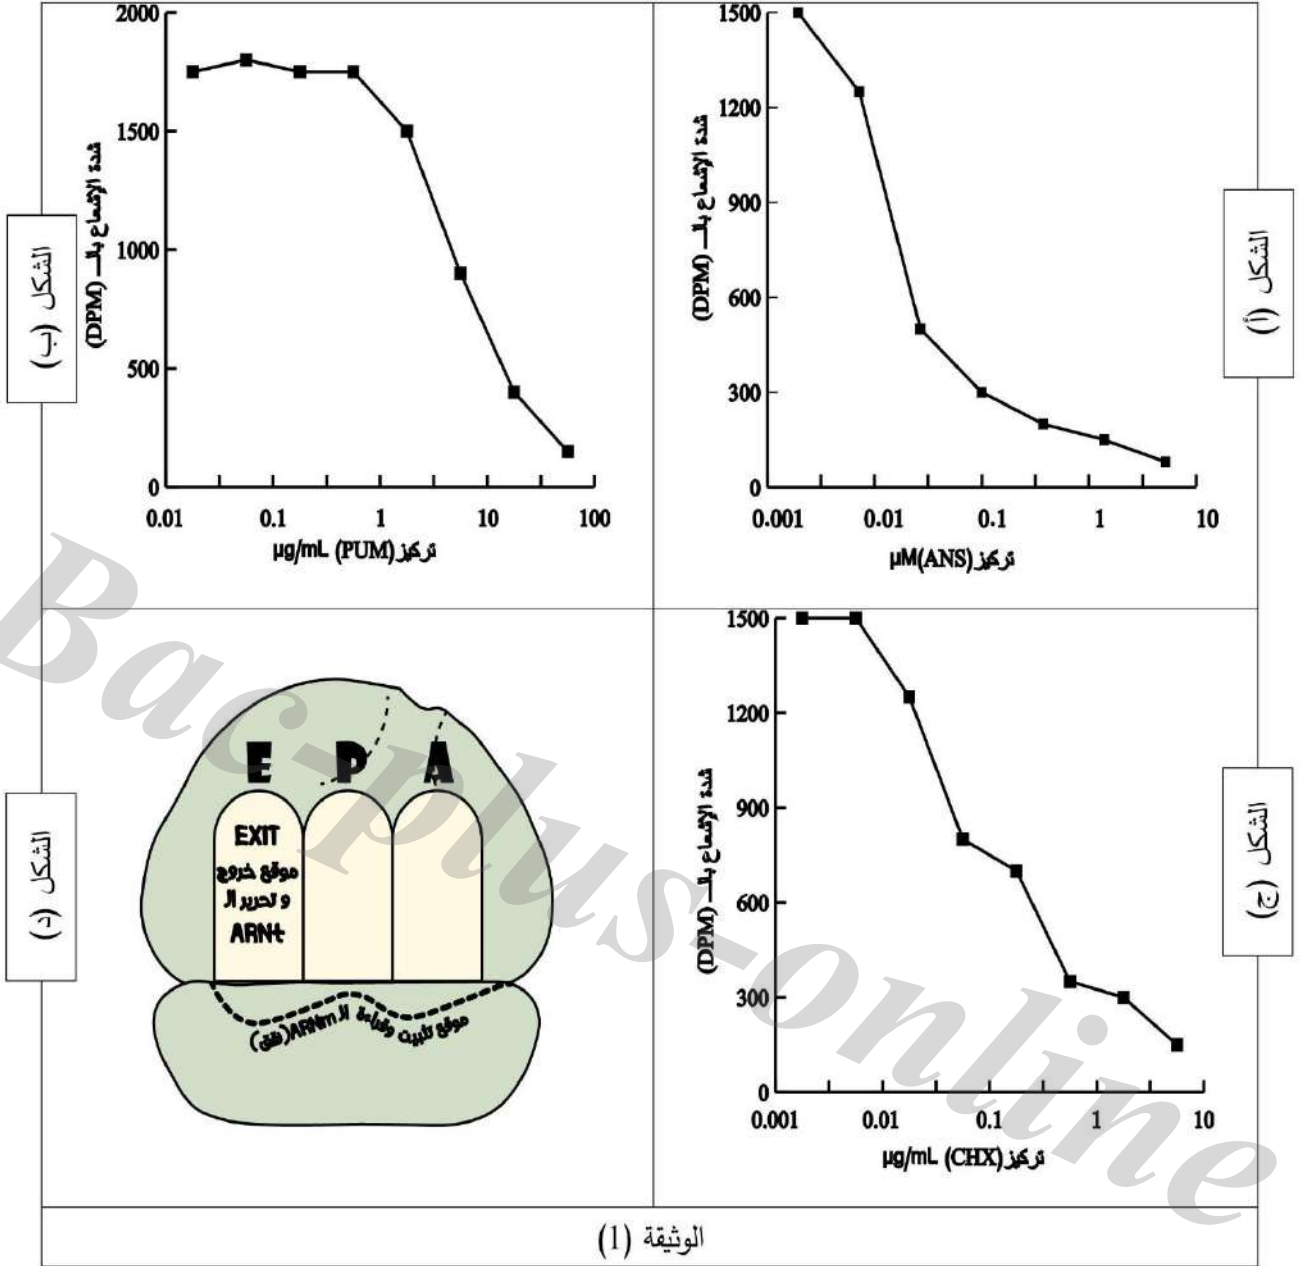 الشكل (أ)
شدة الإشعاع بالـ (DPM)
1500
1200
900
600
300
0
0.001 0.01 0.1 1 10
تركيز (ANS) µM
الشكل (ب)
شدة الإشعاع بالـ (DPM)
2000
1500
1000
500
0
0.01 0.1 1 10 100
تركيز (PUM) µg/mL
الشكل (ج)
شدة الإشعاع بالـ (DPM)
1500
1200
900
600
300
0
0.001 0.01 0.1 1 10
تركيز (CHX) µg/mL
الشكل (د)
E P A
EXIT
موقع خروج
و تحرير الـ
ARNt
موقع تثبيت وقراءة الـ ARNm (نفق)
الوثيقة (1)
Bac-plus-online